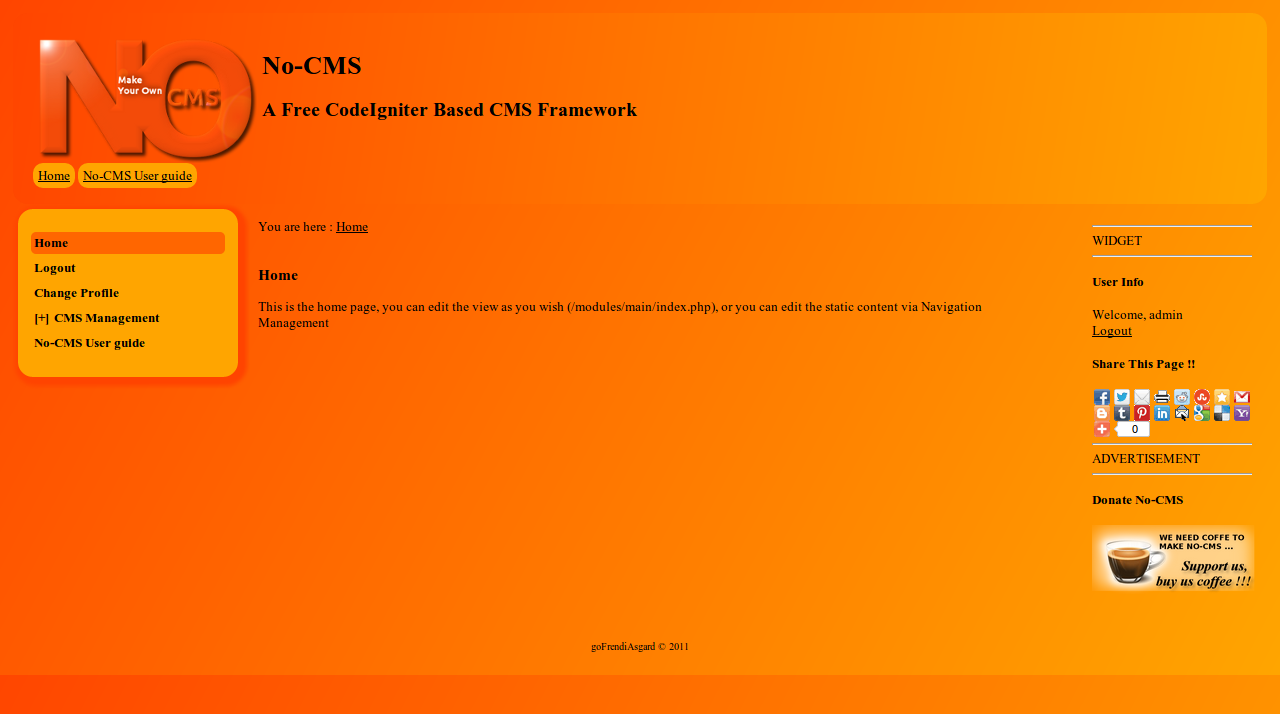 NO
Make
Your Own
CMS
No-CMS
A Free CodeIgniter Based CMS Framework
Home No-CMS User guide
Home
Logout
Change Profile
[+] CMS Management
No-CMS User guide
You are here : Home
Home
This is the home page, you can edit the view as you wish (/modules/main/index.php), or you can edit the static content via Navigation
Management
WIDGET
User Info
Welcome, admin
Logout
Share This Page !!
0
ADVERTISEMENT
Donate No-CMS
WE NEED COFFE TO
MAKE NO-CMS ...
Support us,
buy us coffee !!!
goFrendiAsgard © 2011